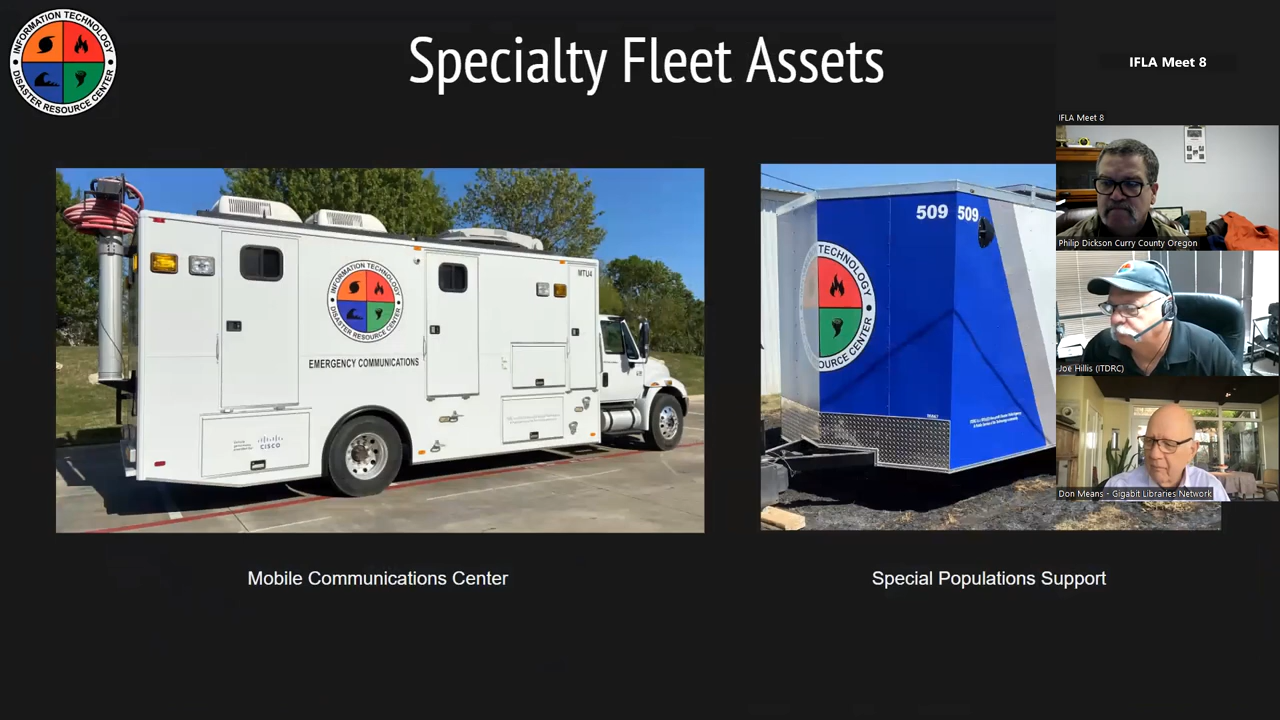 INFORMATION TECHNOLOGY
DISASTER RESOURCE CENTER
Specialty Fleet Assets
IFLA Meet 8
IFLA Meet 8
Philip Dickson Curry County Oregon
Joe Hillis (ITDRC)
Don Means - Gigabit Libraries Network
MTU4
INFORMATION TECHNOLOGY
DISASTER RESOURCE CENTER
EMERGENCY COMMUNICATIONS
CISCO
509
509
TECHNOLOGY
OURCE CENTER
Mobile Communications Center
Special Populations Support